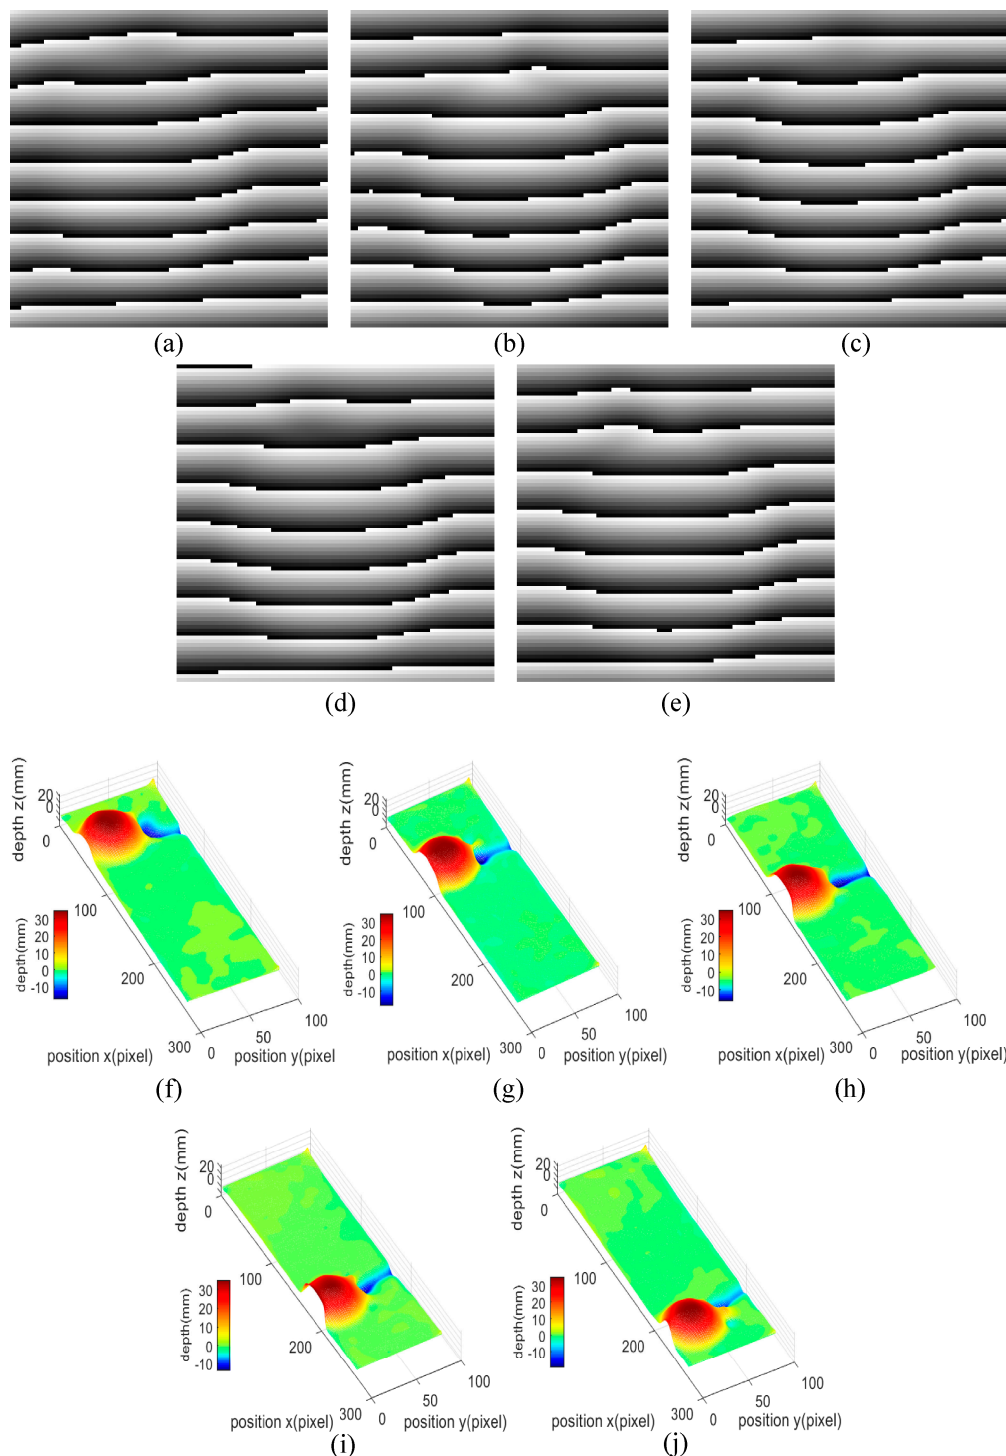 (a)
(b)
(c)
(d)
(e)
depth z(mm)
20
0
0
100
200
300
depth(mm)
30
20
10
0
-10
position x(pixel)
0
50
100
position y(pixel
(f)
depth z(mm)
20
0
0
100
200
300
depth(mm)
30
20
10
0
-10
position x(pixel)
0
50
100
position y(pixel)
(g)
depth z(mm)
20
0
0
100
200
300
depth(mm)
30
20
10
0
-10
position x(pixel)
0
50
100
position y(pixel)
(h)
depth z(mm)
20
0
0
100
200
300
depth(mm)
30
20
10
0
-10
position x(pixel)
0
50
100
position y(pixel)
(i)
depth z(mm)
20
0
0
100
200
300
depth(mm)
30
20
10
0
-10
position x(pixel)
0
50
100
position y(pixel)
(j)